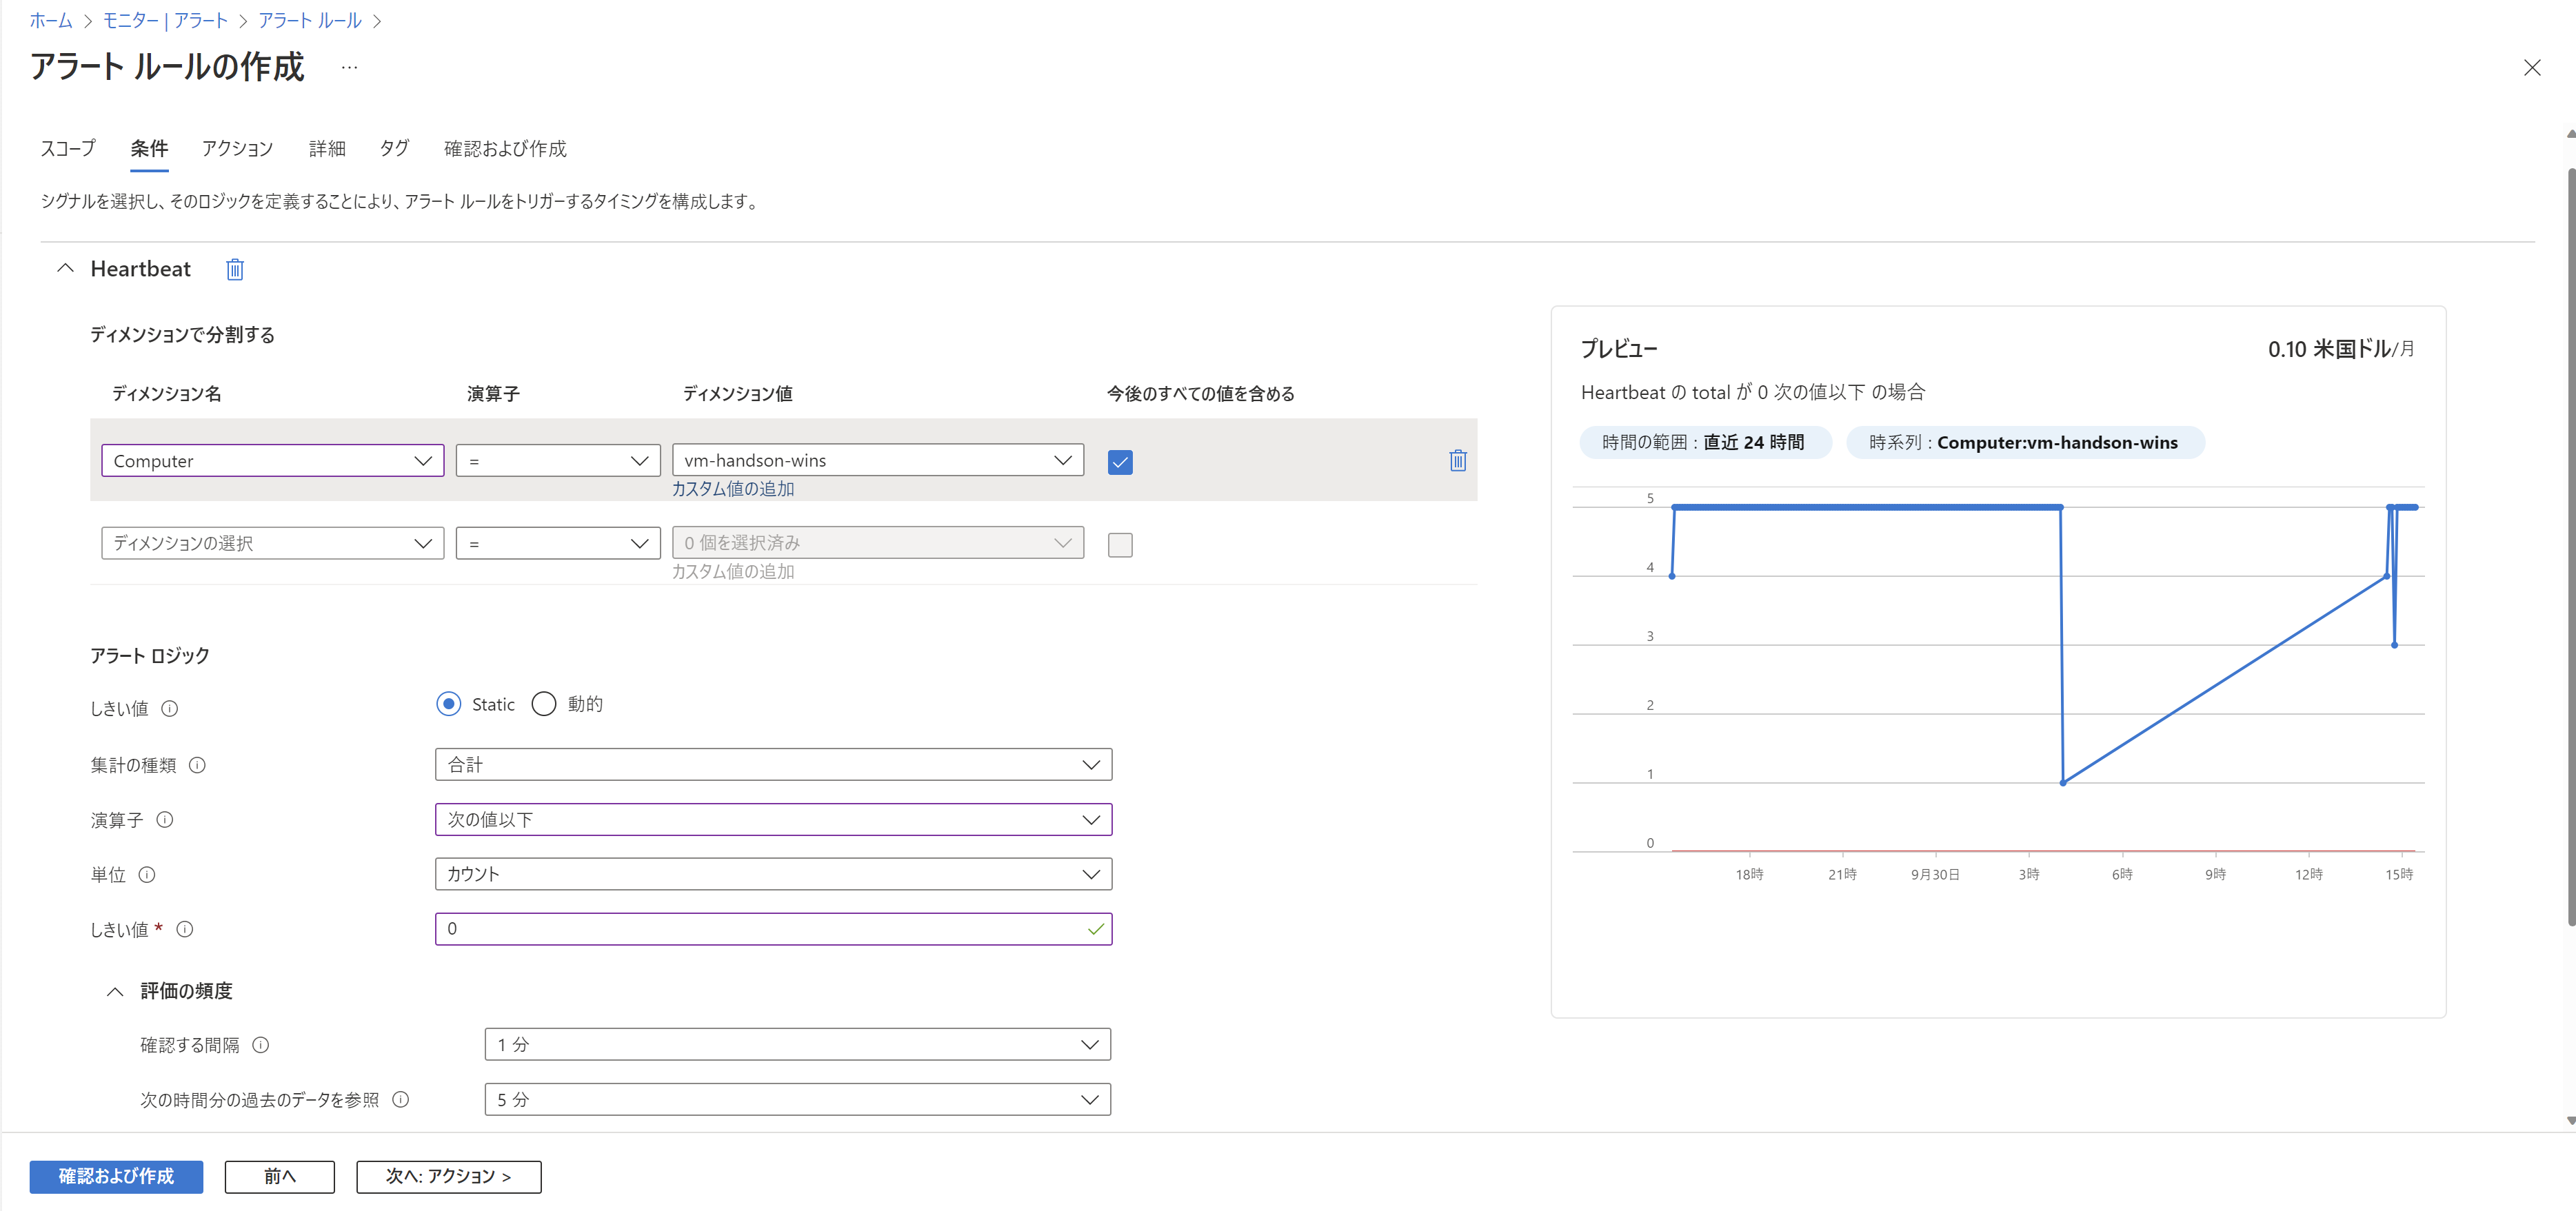 ホーム > モニター | アラート > アラート ルール >
アラート ルールの作成 ...
スコープ 条件 アクション 詳細 タグ 確認および作成
シグナルを選択し、そのロジックを定義することにより、アラート ルールをトリガーするタイミングを構成します。
Heartbeat
ディメンションで分割する
ディメンション名 演算子 ディメンション値 今後のすべての値を含める
Computer = vm-handson-wins
カスタム値の追加
ディメンションの選択 = 0 個を選択済み
カスタム値の追加
アラート ロジック
しきい値 Static 動的
集計の種類 合計
演算子 次の値以下
単位 カウント
しきい値 * 0
評価の頻度
確認する間隔 1 分
次の時間分の過去のデータを参照 5 分
プレビュー 0.10 米国ドル/月
Heartbeat の total が 0 次の値以下 の場合
時間の範囲 : 直近 24 時間 時系列 : Computer:vm-handson-wins
5
4
3
2
1
0
18時 21時 9月30日 3時 6時 9時 12時 15時
確認および作成 前へ 次へ: アクション >